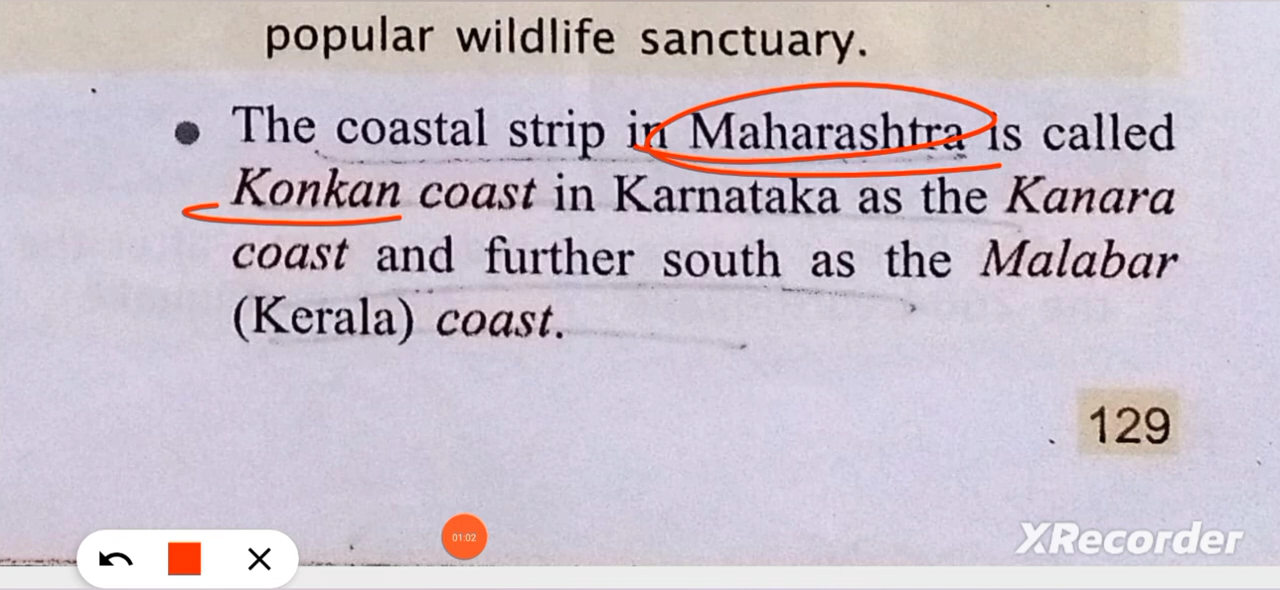 popular wildlife sanctuary.
• The coastal strip in Maharashtra is called
Konkan coast in Karnataka as the Kanara
coast and further south as the Malabar
(Kerala) coast.
129
01:02
XRecorder